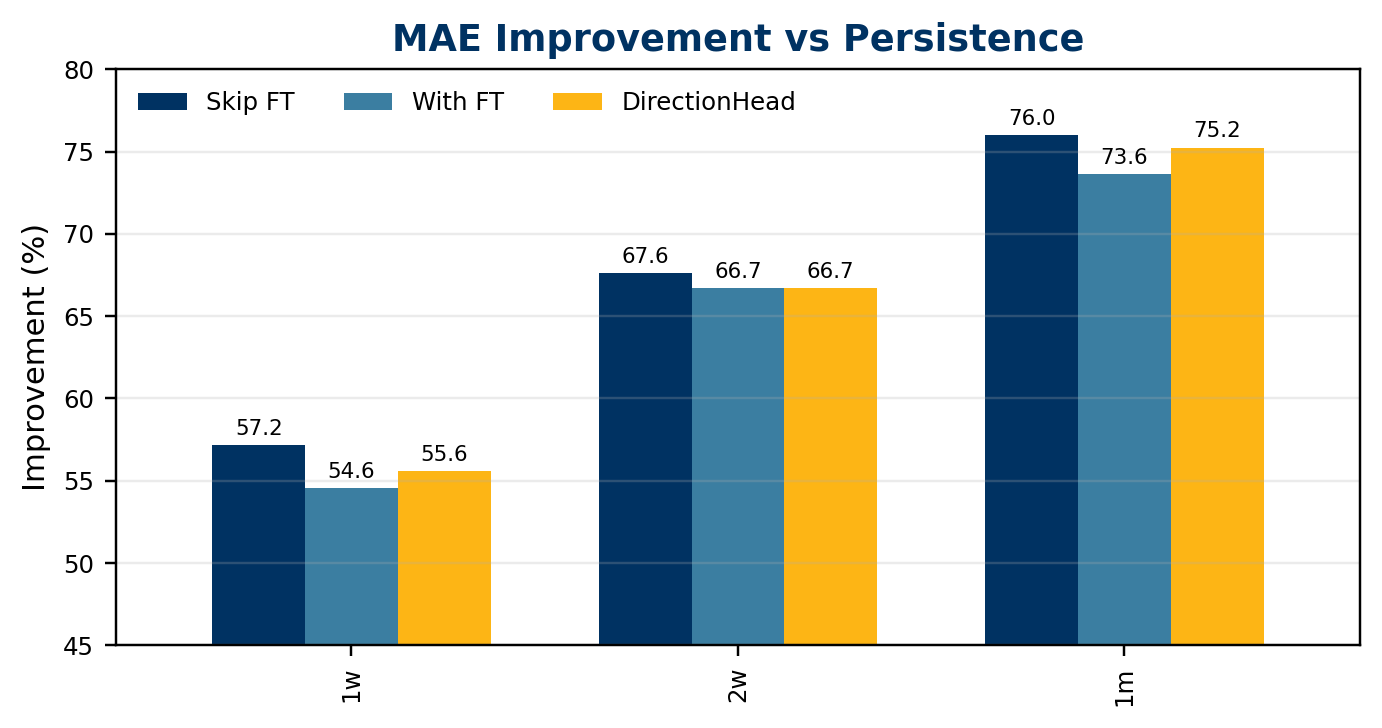 MAE Improvement vs Persistence
Skip FT With FT DirectionHead
Improvement (%)
80
75
70
65
60
55
50
45
57.2 54.6 55.6
67.6 66.7 66.7
76.0 73.6 75.2
1w 2w 1m